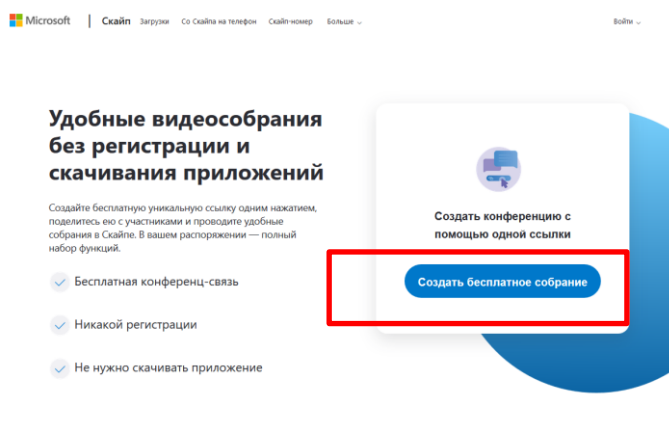 Microsoft | Скайп Загрузки Со Скайпа на телефон Скайп-номер Больше Войти
Удобные видеособрания
без регистрации и
скачивания приложений
Создайте бесплатную уникальную ссылку одним нажатием,
поделитесь ею с участниками и проводите удобные
собрания в Скайпе. В вашем распоряжении — полный
набор функций.
Бесплатная конференц-связь
Никакой регистрации
Не нужно скачивать приложение
Создать конференцию с
помощью одной ссылки
Создать бесплатное собрание